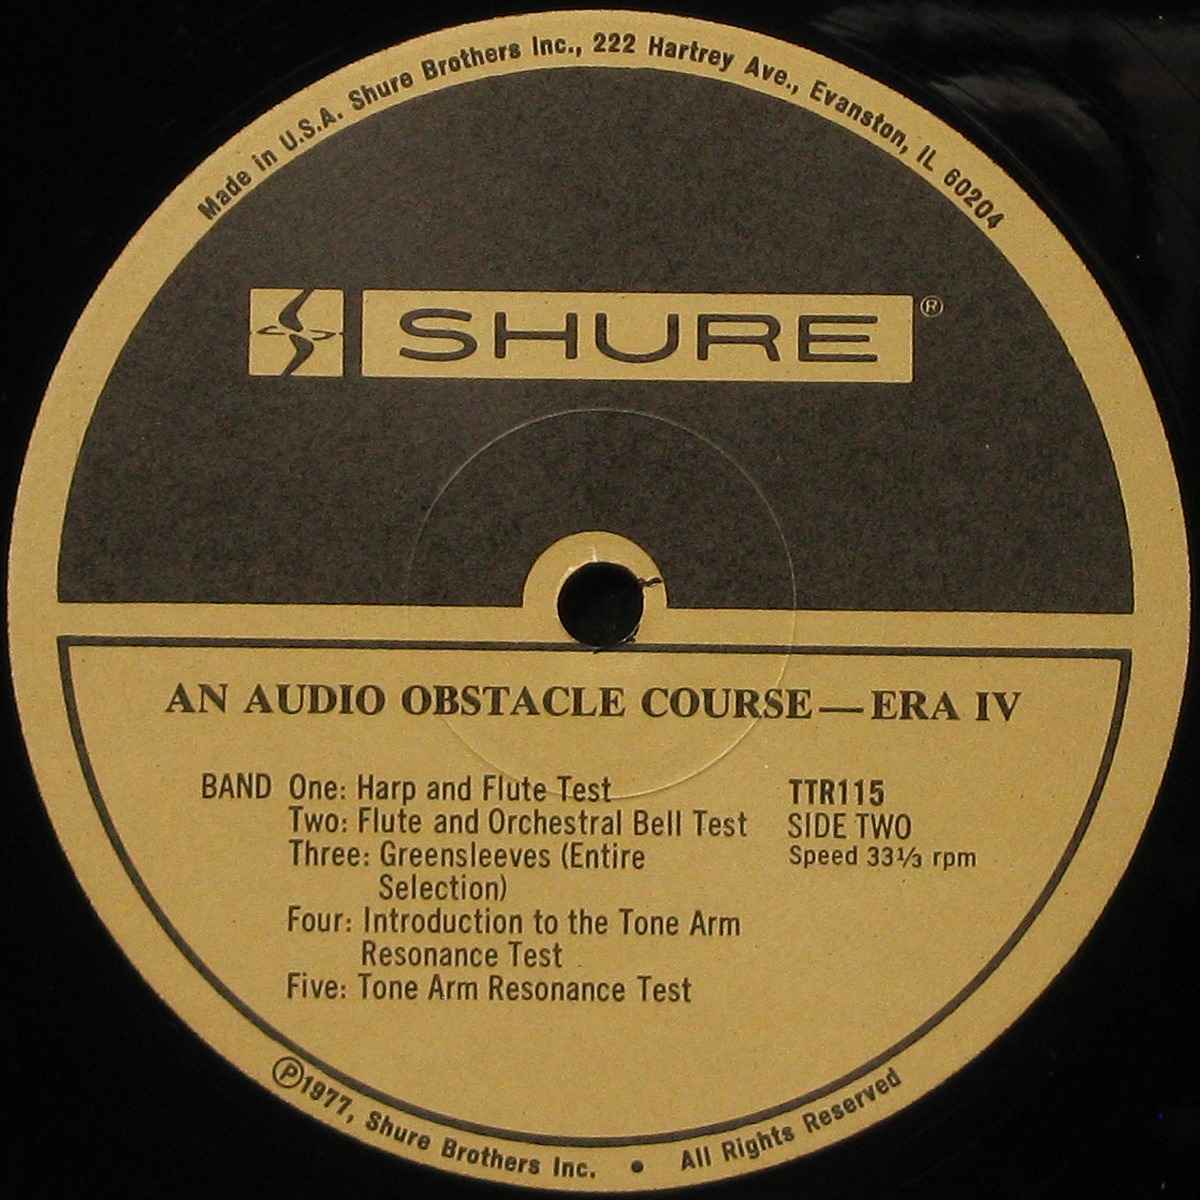 Made in U.S.A. Shure Brothers Inc., 222 Hartrey Ave., Evanston, IL 60204
SHURE®
AN AUDIO OBSTACLE COURSE—ERA IV
BAND One: Harp and Flute Test
Two: Flute and Orchestral Bell Test
Three: Greensleeves (Entire
Selection)
Four: Introduction to the Tone Arm
Resonance Test
Five: Tone Arm Resonance Test
TTR115
SIDE TWO
Speed 33⅓ rpm
℗1977, Shure Brothers Inc. • All Rights Reserved